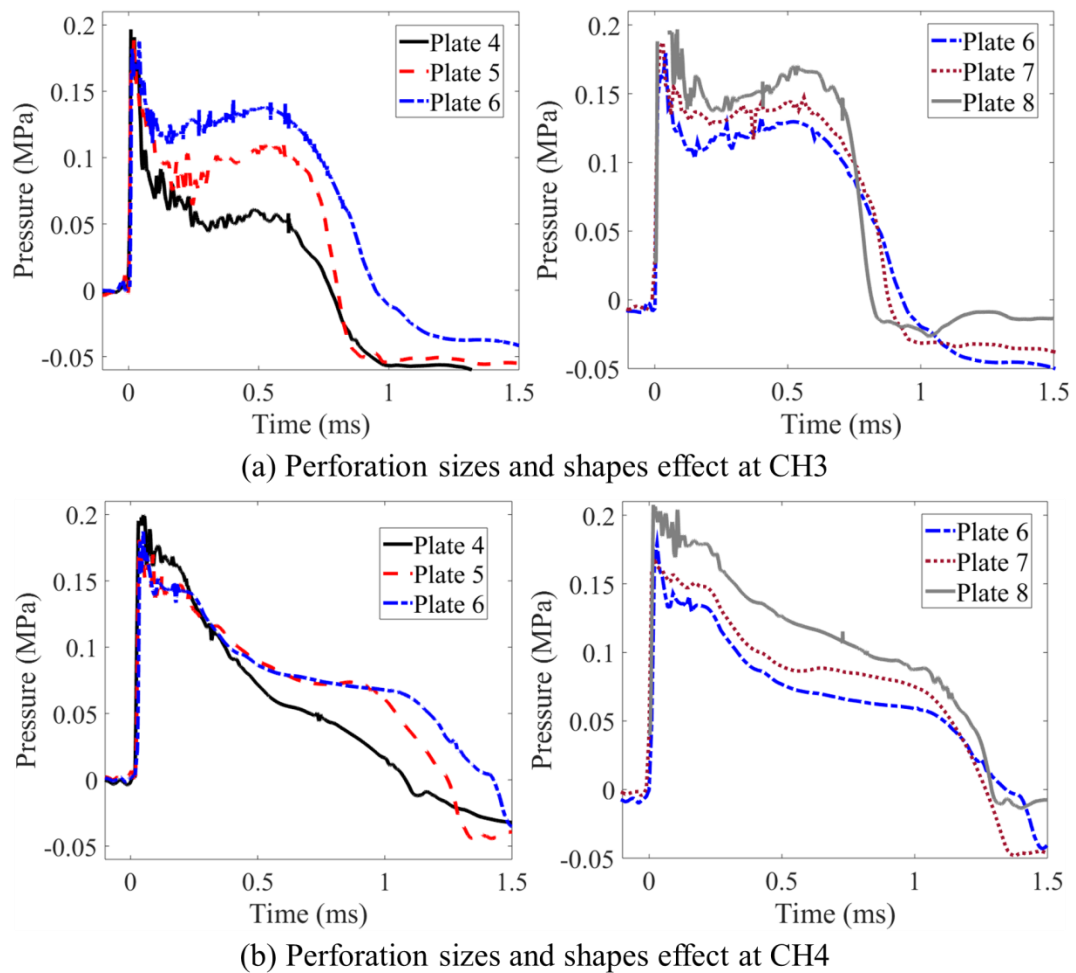 0.2
0.15
0.1
0.05
0
-0.05
Pressure (MPa)
0
0.5
1
1.5
Time (ms)
Plate 4
Plate 5
Plate 6
0.2
0.15
0.1
0.05
0
-0.05
Pressure (MPa)
0
0.5
1
1.5
Time (ms)
Plate 6
Plate 7
Plate 8
(a) Perforation sizes and shapes effect at CH3
0.2
0.15
0.1
0.05
0
-0.05
Pressure (MPa)
0
0.5
1
1.5
Time (ms)
Plate 4
Plate 5
Plate 6
0.2
0.15
0.1
0.05
0
-0.05
Pressure (MPa)
0
0.5
1
1.5
Time (ms)
Plate 6
Plate 7
Plate 8
(b) Perforation sizes and shapes effect at CH4